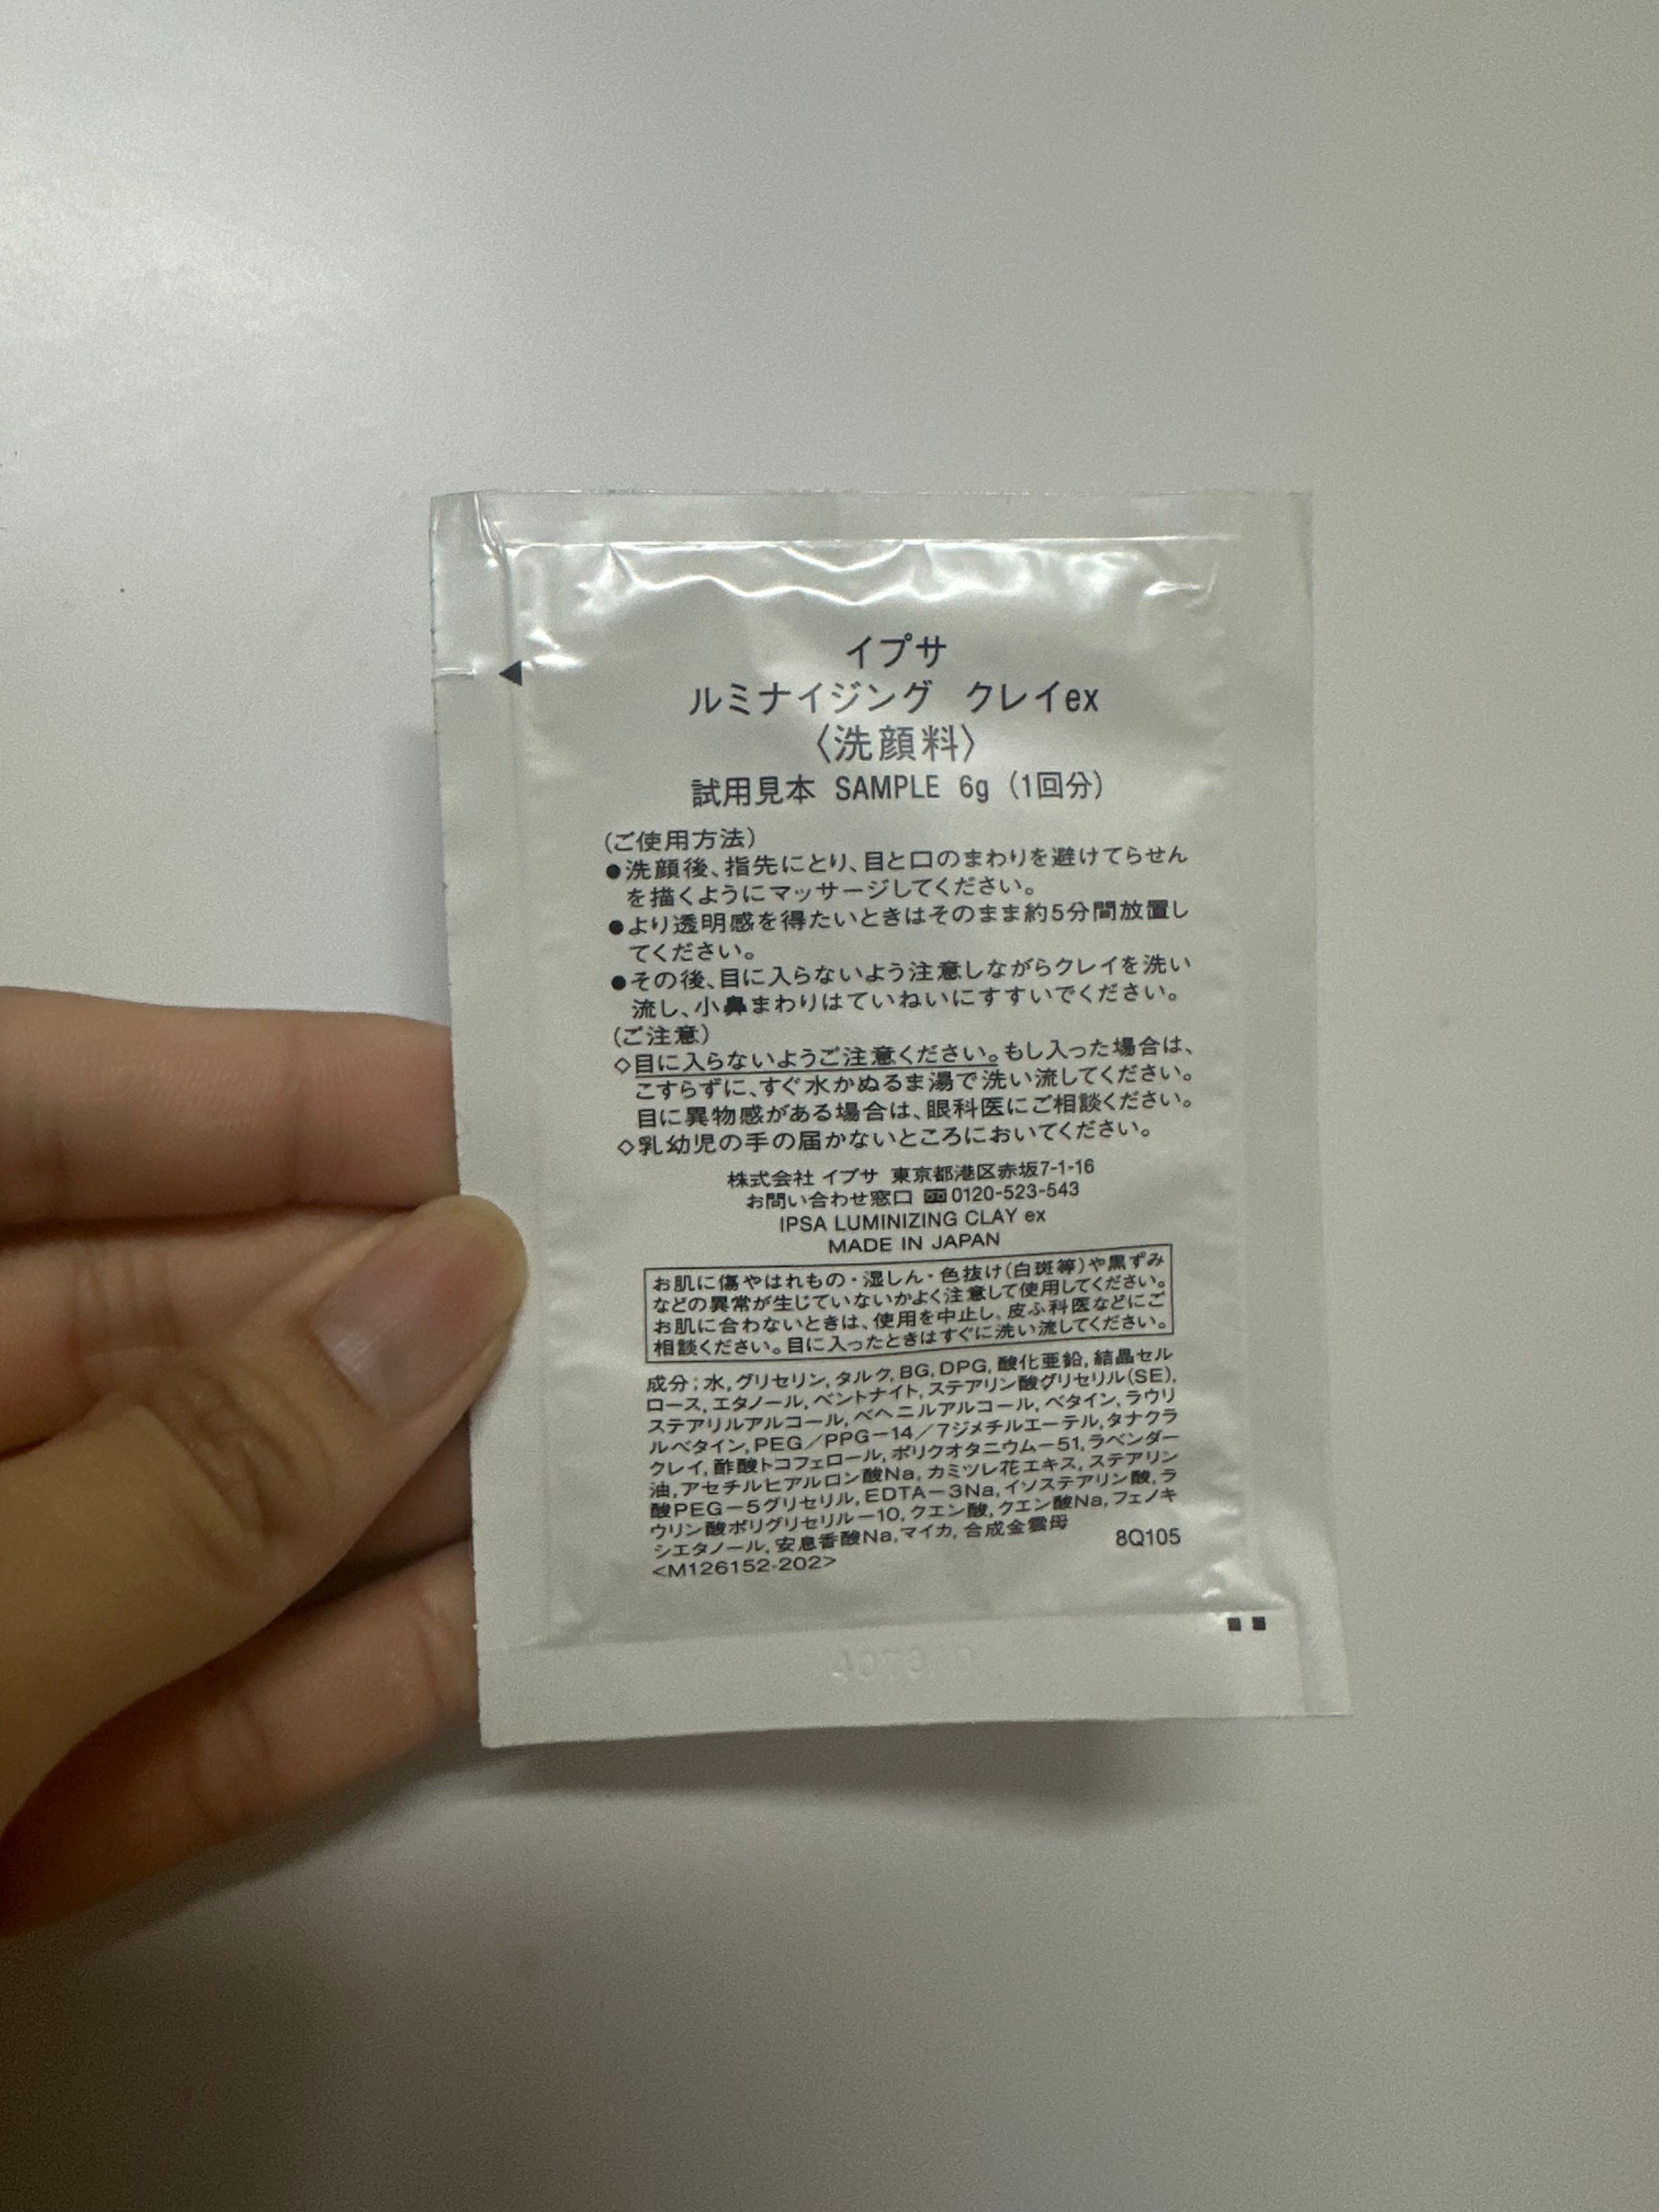 イプサ
ルミナイジング クレイex
〈洗顔料〉
試用見本 SAMPLE 6g（1回分）
（ご使用方法）
●洗顔後、指先にとり、目と口のまわりを避けてらせん
を描くようにマッサージしてください。
●より透明感を得たいときはそのまま約5分間放置し
てください。
●その後、目に入らないよう注意しながらクレイを洗い
流し、小鼻まわりはていねいにすすいでください。
（ご注意）
◇目に入らないようご注意ください。もし入った場合は、
こすらずに、すぐ水かぬるま湯で洗い流してください。
目に異物感がある場合は、眼科医にご相談ください。
◇乳幼児の手の届かないところにおいてください。
株式会社 イプサ 東京都港区赤坂7-1-16
お問い合わせ窓口 0120-523-543
IPSA LUMINIZING CLAY ex
MADE IN JAPAN
お肌に傷やはれもの・湿しん・色抜け(白斑等)や黒ずみ
などの異常が生じていないかよく注意して使用してください。
お肌に合わないときは、使用を中止し、皮ふ科医などにご
相談ください。目に入ったときはすぐに洗い流してください。
成分：水,グリセリン,タルク,BG,DPG,酸化亜鉛,結晶セル
ロース,エタノール,ベントナイト,ステアリン酸グリセリル(SE),
ステアリルアルコール,ベヘニルアルコール,ベタイン,ラウリ
ルベタイン,PEG／PPG－14／7ジメチルエーテル,タナクラ
クレイ,酢酸トコフェロール,ポリクオタニウム－51,ラベンダー
油,アセチルヒアルロン酸Na,カミツレ花エキス,ステアリン
酸PEG－5グリセリル,EDTA－3Na,イソステアリン酸,ラ
ウリン酸ポリグリセリル－10,クエン酸,クエン酸Na,フェノキ
シエタノール,安息香酸Na,マイカ,合成金雲母
8Q105
<M126152-202>